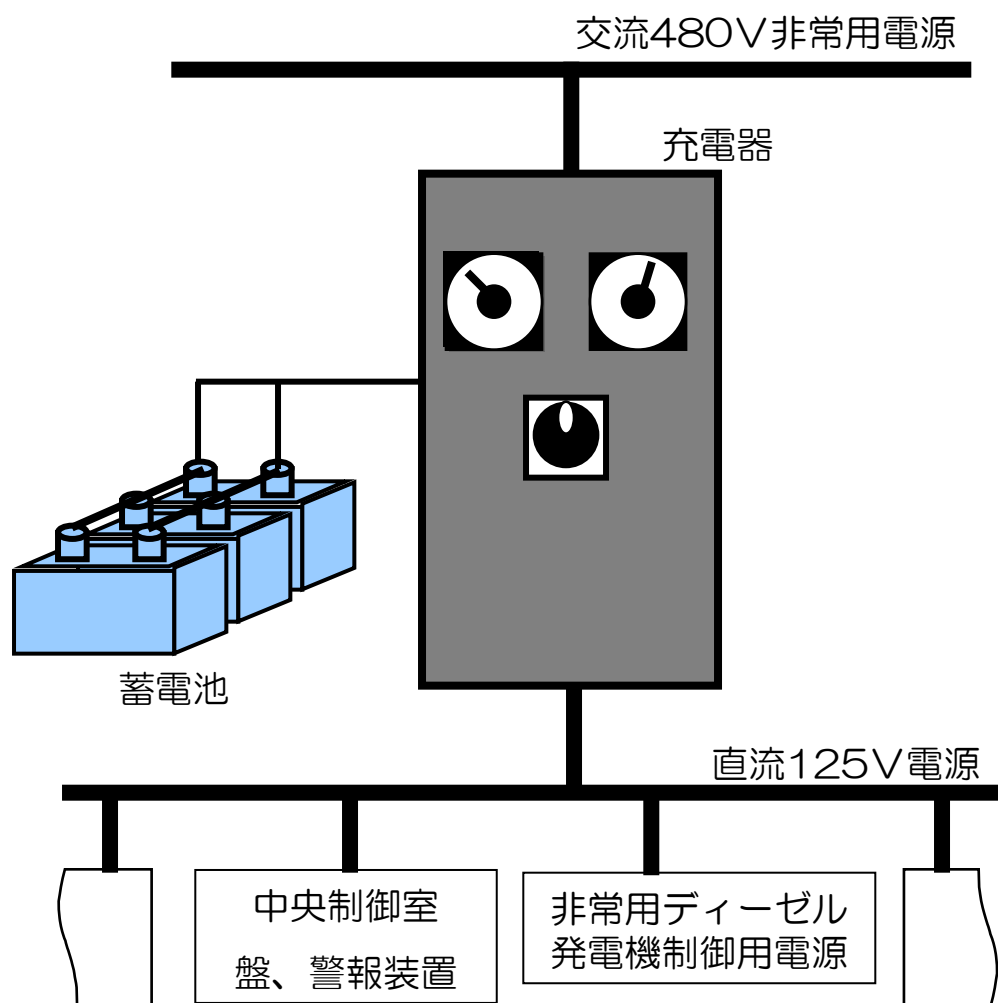 交流480V非常用電源
充電器
蓄電池
直流125V電源
中央制御室
盤、警報装置
非常用ディーゼル
発電機制御用電源